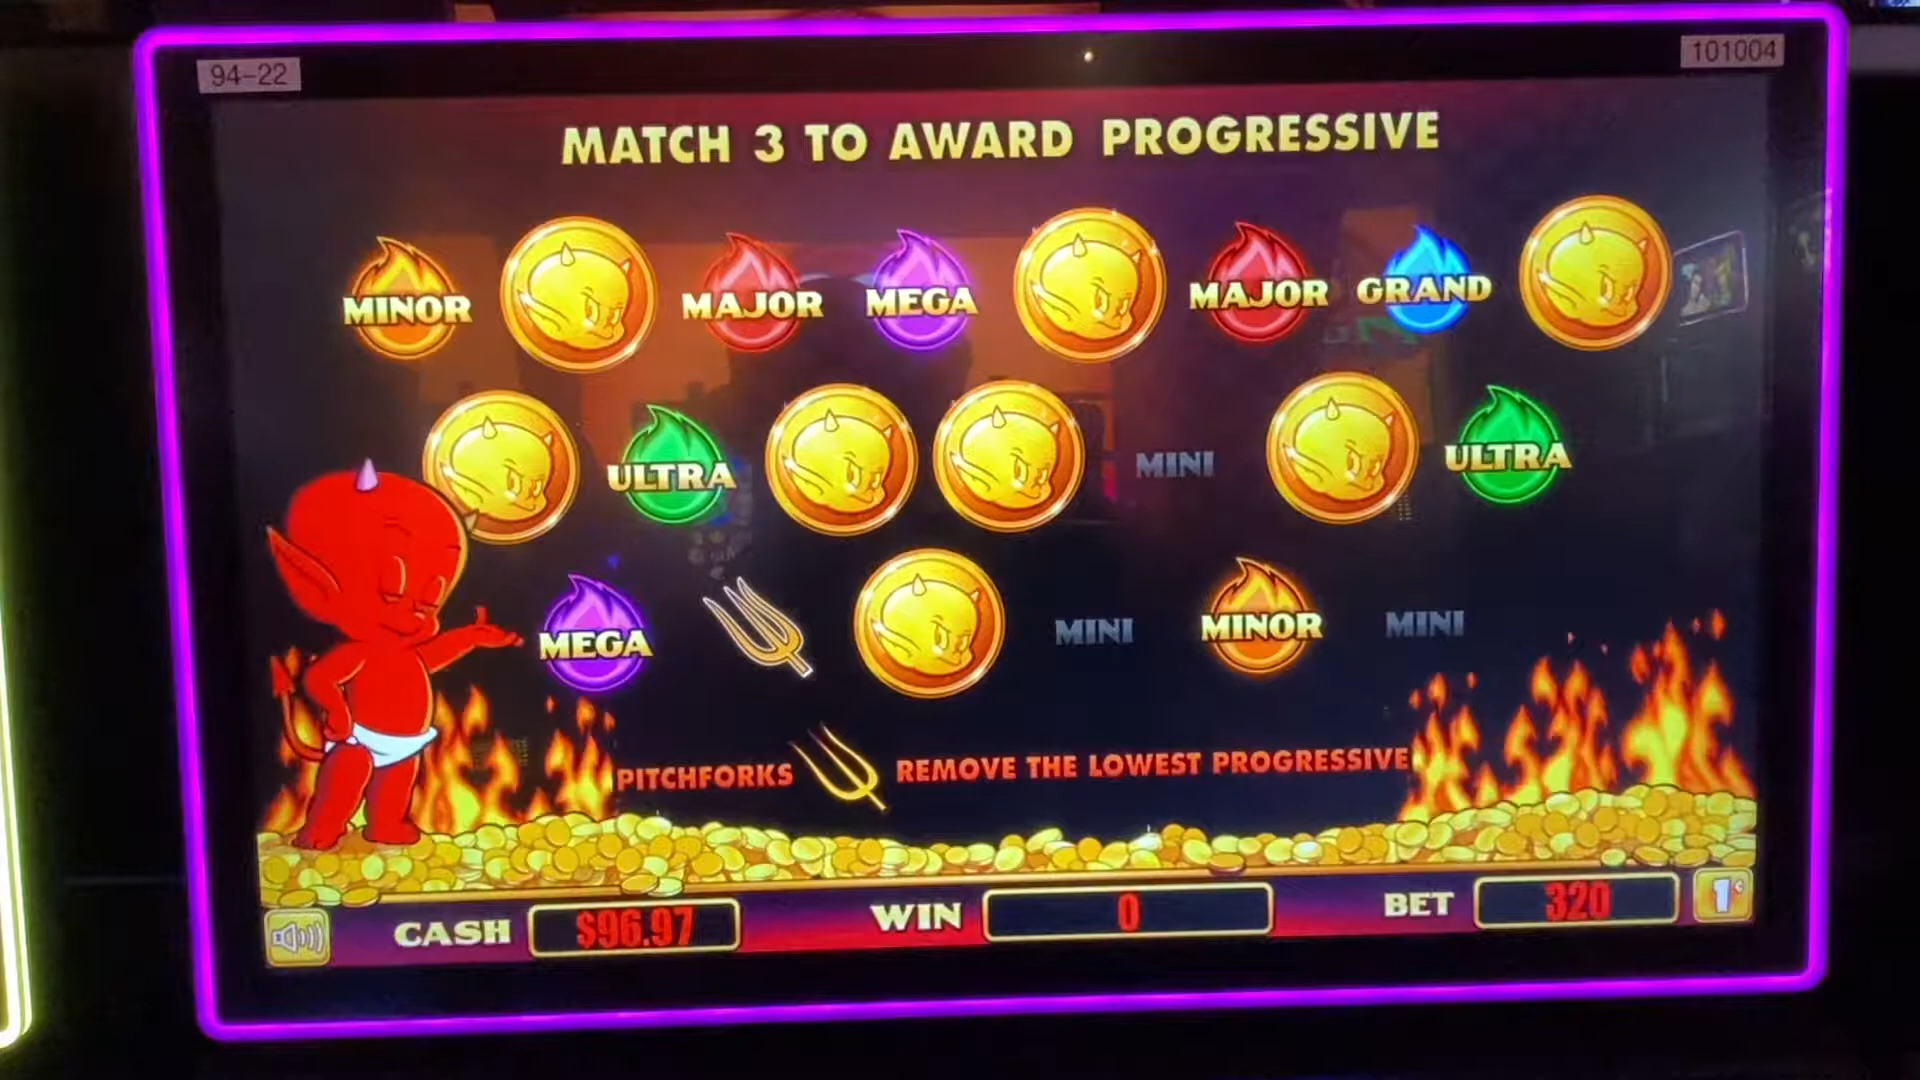 94-22
101004
MATCH 3 TO AWARD PROGRESSIVE
MINOR MAJOR MEGA MAJOR GRAND
ULTRA MINI ULTRA
MEGA MINI MINOR MINI
PITCHFORKS REMOVE THE LOWEST PROGRESSIVE
CASH $96.97 WIN 0 BET 320 1¢